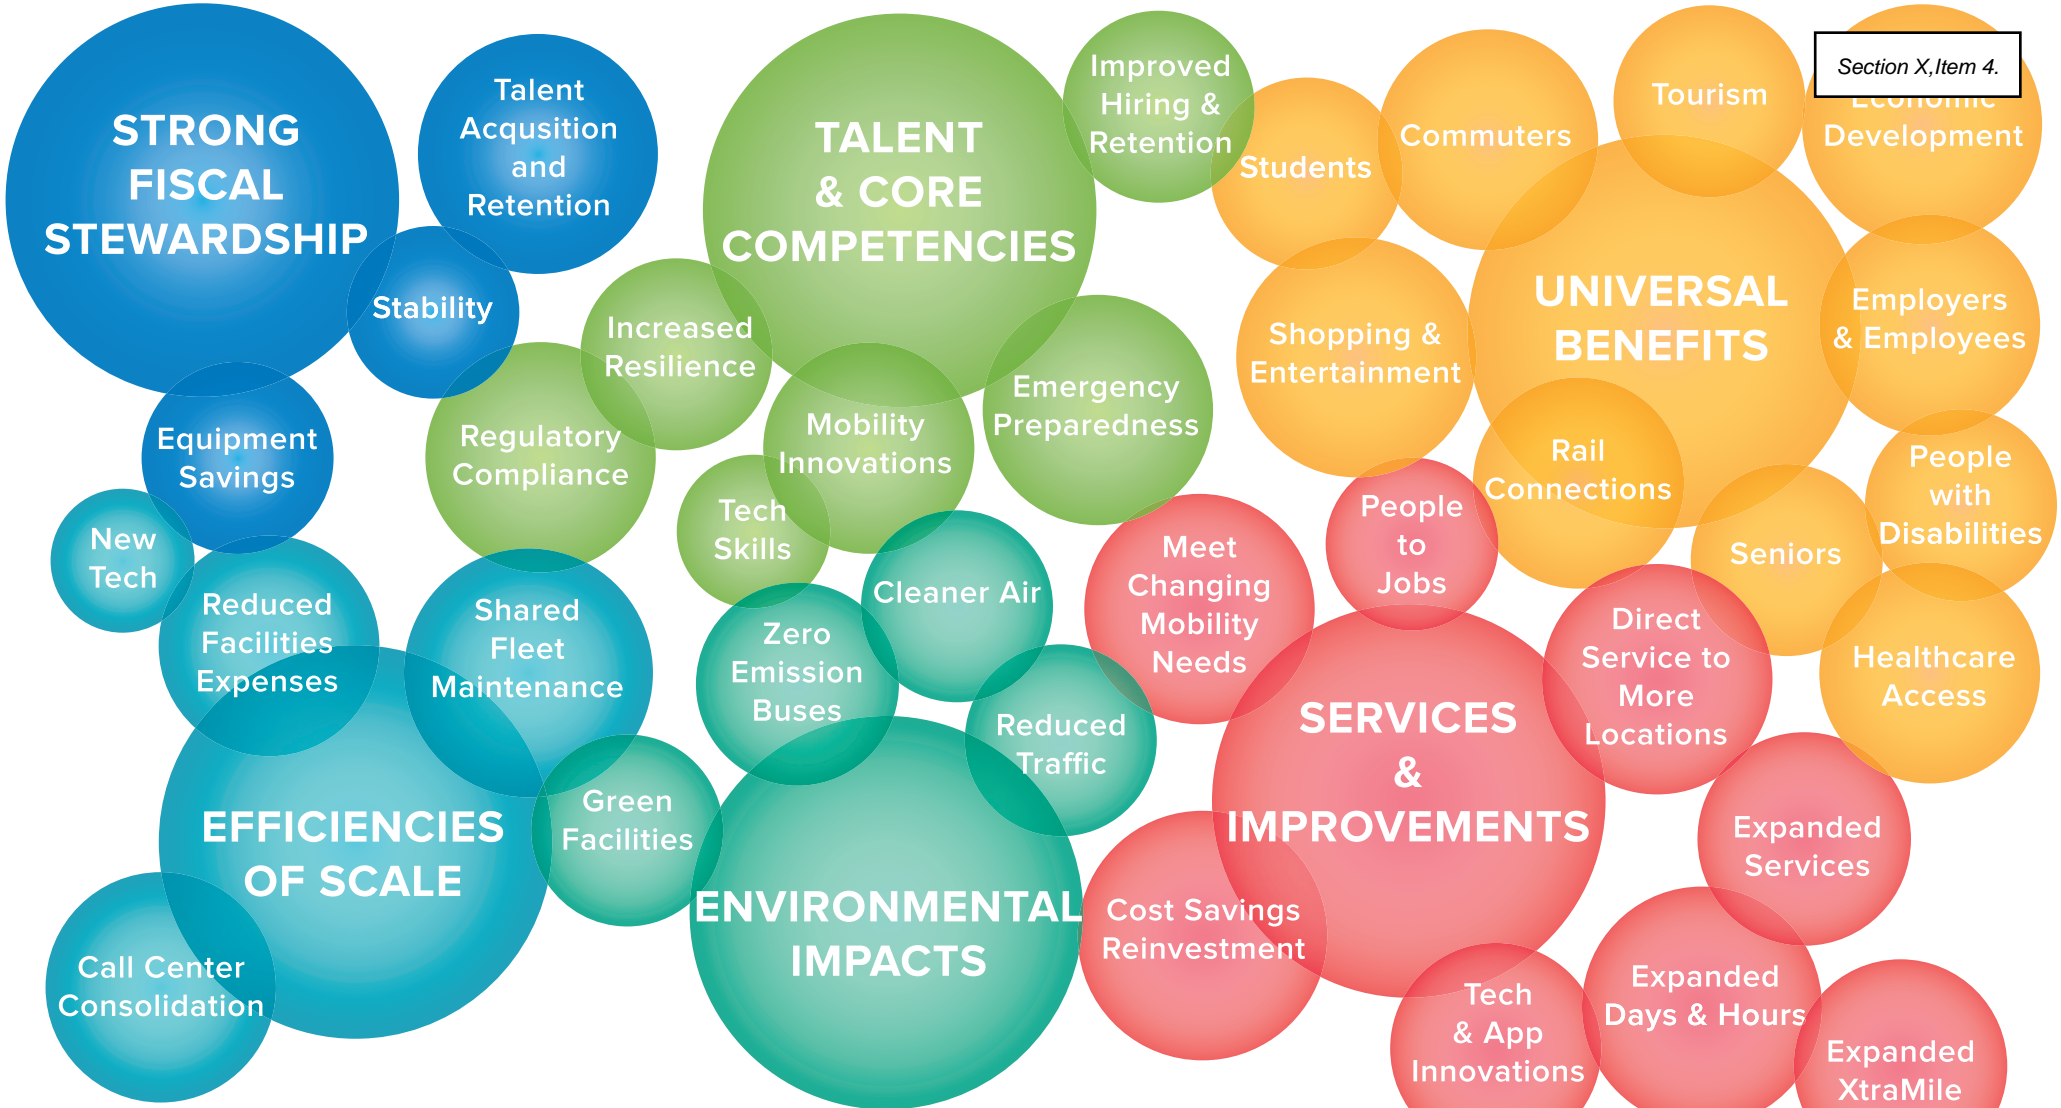 STRONG
FISCAL
STEWARDSHIP
Talent
Acqusition
and
Retention
Stability
Equipment
Savings
TALENT
& CORE
COMPETENCIES
Improved
Hiring &
Retention
Increased
Resilience
Regulatory
Compliance
Mobility
Innovations
Emergency
Preparedness
Tech
Skills
Students
Commuters
Tourism
Section X,Item 4.
Economic
Development
UNIVERSAL
BENEFITS
Shopping &
Entertainment
Employers
& Employees
Rail
Connections
People
with
Disabilities
Seniors
Healthcare
Access
New
Tech
Reduced
Facilities
Expenses
Shared
Fleet
Maintenance
EFFICIENCIES
OF SCALE
Call Center
Consolidation
Cleaner Air
Zero
Emission
Buses
Reduced
Traffic
Green
Facilities
ENVIRONMENTAL
IMPACTS
Meet
Changing
Mobility
Needs
People
to
Jobs
Direct
Service to
More
Locations
SERVICES
&
IMPROVEMENTS
Expanded
Services
Cost Savings
Reinvestment
Tech
& App
Innovations
Expanded
Days & Hours
Expanded
XtraMile